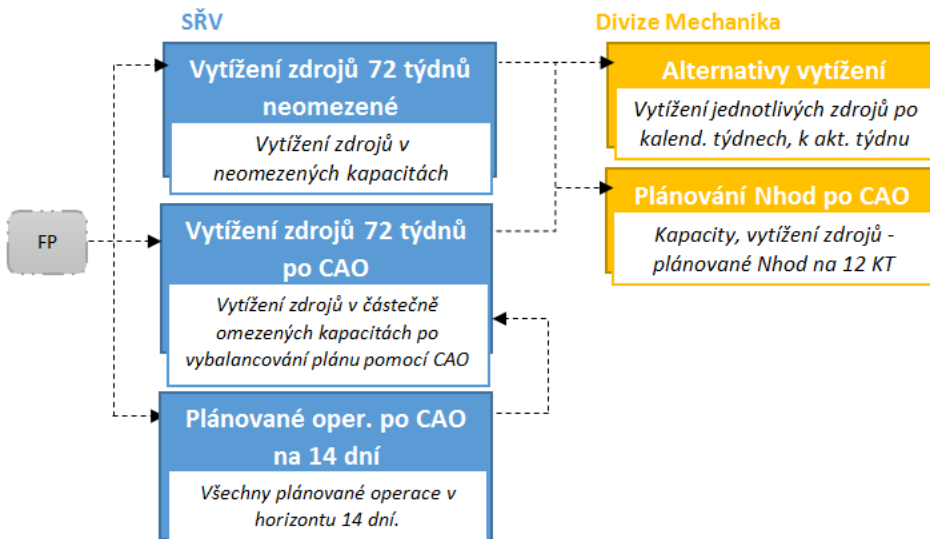 SŘV
Divize Mechanika
FP
Vytížení zdrojů 72 týdnů
neomezené
Vytížení zdrojů v
neomezených kapacitách
Vytížení zdrojů 72 týdnů
po CAO
Vytížení zdrojů v částečně
omezených kapacitách po
vybalancování plánu pomocí CAO
Plánované oper. po CAO
na 14 dní
Všechny plánované operace v
horizontu 14 dní.
Alternativy vytížení
Vytížení jednotlivých zdrojů po
kalend. týdnech, k akt. týdnu
Plánování Nhod po CAO
Kapacity, vytížení zdrojů -
plánované Nhod na 12 KT